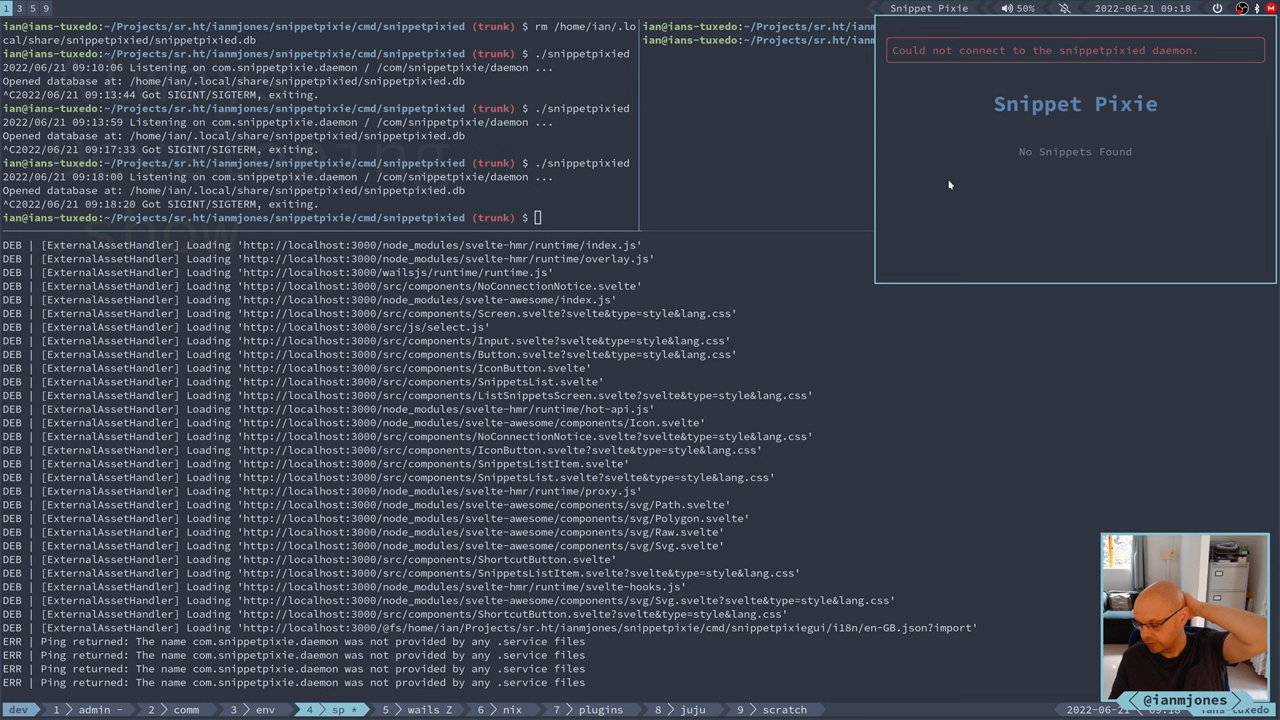 1 3 5 9
Snippet Pixie
50%
2022-06-21 09:18
M
ian@ians-tuxedo:~/Projects/sr.ht/ianmjones/snippetpixie/cmd/snippetpixied (trunk) $ rm /home/ian/.lo
cal/share/snippetpixied/snippetpixied.db
ian@ians-tuxedo:~/Projects/sr.ht/ianmjones/snippetpixie/cmd/snippetpixied (trunk) $ ./snippetpixied
2022/06/21 09:10:06 Listening on com.snippetpixie.daemon / /com/snippetpixie/daemon ...
Opened database at: /home/ian/.local/share/snippetpixied/snippetpixied.db
^C2022/06/21 09:13:44 Got SIGINT/SIGTERM, exiting.
ian@ians-tuxedo:~/Projects/sr.ht/ianmjones/snippetpixie/cmd/snippetpixied (trunk) $ ./snippetpixied
2022/06/21 09:13:59 Listening on com.snippetpixie.daemon / /com/snippetpixie/daemon ...
Opened database at: /home/ian/.local/share/snippetpixied/snippetpixied.db
^C2022/06/21 09:17:33 Got SIGINT/SIGTERM, exiting.
ian@ians-tuxedo:~/Projects/sr.ht/ianmjones/snippetpixie/cmd/snippetpixied (trunk) $ ./snippetpixied
2022/06/21 09:18:00 Listening on com.snippetpixie.daemon / /com/snippetpixie/daemon ...
Opened database at: /home/ian/.local/share/snippetpixied/snippetpixied.db
^C2022/06/21 09:18:20 Got SIGINT/SIGTERM, exiting.
ian@ians-tuxedo:~/Projects/sr.ht/ianmjones/snippetpixie/cmd/snippetpixied (trunk) $
ian@ians-tuxedo:~/Projects/sr.ht/ianm
ian@ians-tuxedo:~/Projects/sr.ht/ianm
Could not connect to the snippetpixied daemon.
Snippet Pixie
No Snippets Found
DEB | [ExternalAssetHandler] Loading 'http://localhost:3000/node_modules/svelte-hmr/runtime/index.js'
DEB | [ExternalAssetHandler] Loading 'http://localhost:3000/node_modules/svelte-hmr/runtime/overlay.js'
DEB | [ExternalAssetHandler] Loading 'http://localhost:3000/wailsjs/runtime/runtime.js'
DEB | [ExternalAssetHandler] Loading 'http://localhost:3000/src/components/NoConnectionNotice.svelte'
DEB | [ExternalAssetHandler] Loading 'http://localhost:3000/node_modules/svelte-awesome/index.js'
DEB | [ExternalAssetHandler] Loading 'http://localhost:3000/src/components/Screen.svelte?svelte&type=style&lang.css'
DEB | [ExternalAssetHandler] Loading 'http://localhost:3000/src/js/select.js'
DEB | [ExternalAssetHandler] Loading 'http://localhost:3000/src/components/Input.svelte?svelte&type=style&lang.css'
DEB | [ExternalAssetHandler] Loading 'http://localhost:3000/src/components/Button.svelte?svelte&type=style&lang.css'
DEB | [ExternalAssetHandler] Loading 'http://localhost:3000/src/components/IconButton.svelte'
DEB | [ExternalAssetHandler] Loading 'http://localhost:3000/src/components/SnippetsList.svelte'
DEB | [ExternalAssetHandler] Loading 'http://localhost:3000/src/components/ListSnippetsScreen.svelte?svelte&type=style&lang.css'
DEB | [ExternalAssetHandler] Loading 'http://localhost:3000/node_modules/svelte-hmr/runtime/hot-api.js'
DEB | [ExternalAssetHandler] Loading 'http://localhost:3000/node_modules/svelte-awesome/components/Icon.svelte'
DEB | [ExternalAssetHandler] Loading 'http://localhost:3000/src/components/NoConnectionNotice.svelte?svelte&type=style&lang.css'
DEB | [ExternalAssetHandler] Loading 'http://localhost:3000/src/components/IconButton.svelte?svelte&type=style&lang.css'
DEB | [ExternalAssetHandler] Loading 'http://localhost:3000/src/components/SnippetsListItem.svelte'
DEB | [ExternalAssetHandler] Loading 'http://localhost:3000/src/components/SnippetsList.svelte?svelte&type=style&lang.css'
DEB | [ExternalAssetHandler] Loading 'http://localhost:3000/node_modules/svelte-hmr/runtime/proxy.js'
DEB | [ExternalAssetHandler] Loading 'http://localhost:3000/node_modules/svelte-awesome/components/svg/Path.svelte'
DEB | [ExternalAssetHandler] Loading 'http://localhost:3000/node_modules/svelte-awesome/components/svg/Polygon.svelte'
DEB | [ExternalAssetHandler] Loading 'http://localhost:3000/node_modules/svelte-awesome/components/svg/Raw.svelte'
DEB | [ExternalAssetHandler] Loading 'http://localhost:3000/node_modules/svelte-awesome/components/svg/Svg.svelte'
DEB | [ExternalAssetHandler] Loading 'http://localhost:3000/src/components/ShortcutButton.svelte'
DEB | [ExternalAssetHandler] Loading 'http://localhost:3000/src/components/SnippetsListItem.svelte?svelte&type=style&lang.css'
DEB | [ExternalAssetHandler] Loading 'http://localhost:3000/node_modules/svelte-hmr/runtime/svelte-hooks.js'
DEB | [ExternalAssetHandler] Loading 'http://localhost:3000/node_modules/svelte-awesome/components/svg/Svg.svelte?svelte&type=style&lang.css'
DEB | [ExternalAssetHandler] Loading 'http://localhost:3000/src/components/ShortcutButton.svelte?svelte&type=style&lang.css'
DEB | [ExternalAssetHandler] Loading 'http://localhost:3000/@fs/home/ian/Projects/sr.ht/ianmjones/snippetpixie/cmd/snippetpixiegui/i18n/en-GB.json?import'
ERR | Ping returned: The name com.snippetpixie.daemon was not provided by any .service files
ERR | Ping returned: The name com.snippetpixie.daemon was not provided by any .service files
ERR | Ping returned: The name com.snippetpixie.daemon was not provided by any .service files
ERR | Ping returned: The name com.snippetpixie.daemon was not provided by any .service files
@ianmjones
dev 1 admin - 2 comm 3 env 4 sp * 5 wails Z 6 nix 7 plugins 8 juju 9 scratch 2022-06-21